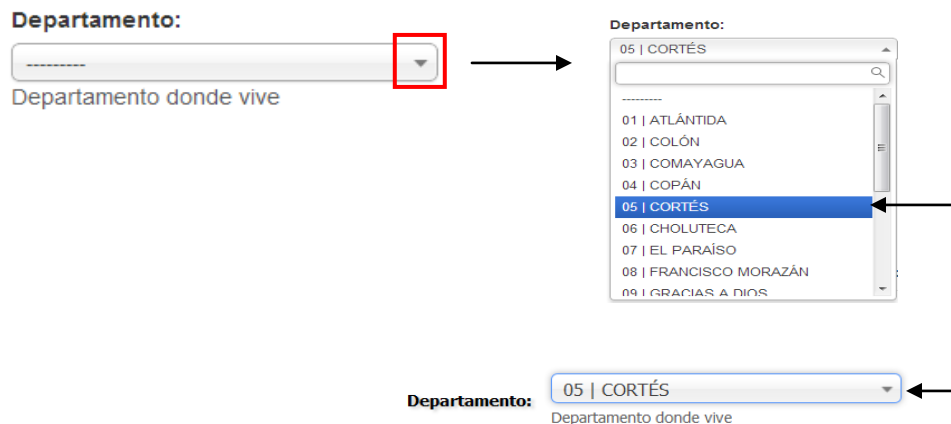 Departamento:
---------
Departamento donde vive
Departamento:
05 | CORTÉS
---------
01 | ATLÁNTIDA
02 | COLÓN
03 | COMAYAGUA
04 | COPÁN
05 | CORTÉS
06 | CHOLUTECA
07 | EL PARAÍSO
08 | FRANCISCO MORAZÁN
09 | GRACIAS A DIOS
Departamento:
05 | CORTÉS
Departamento donde vive